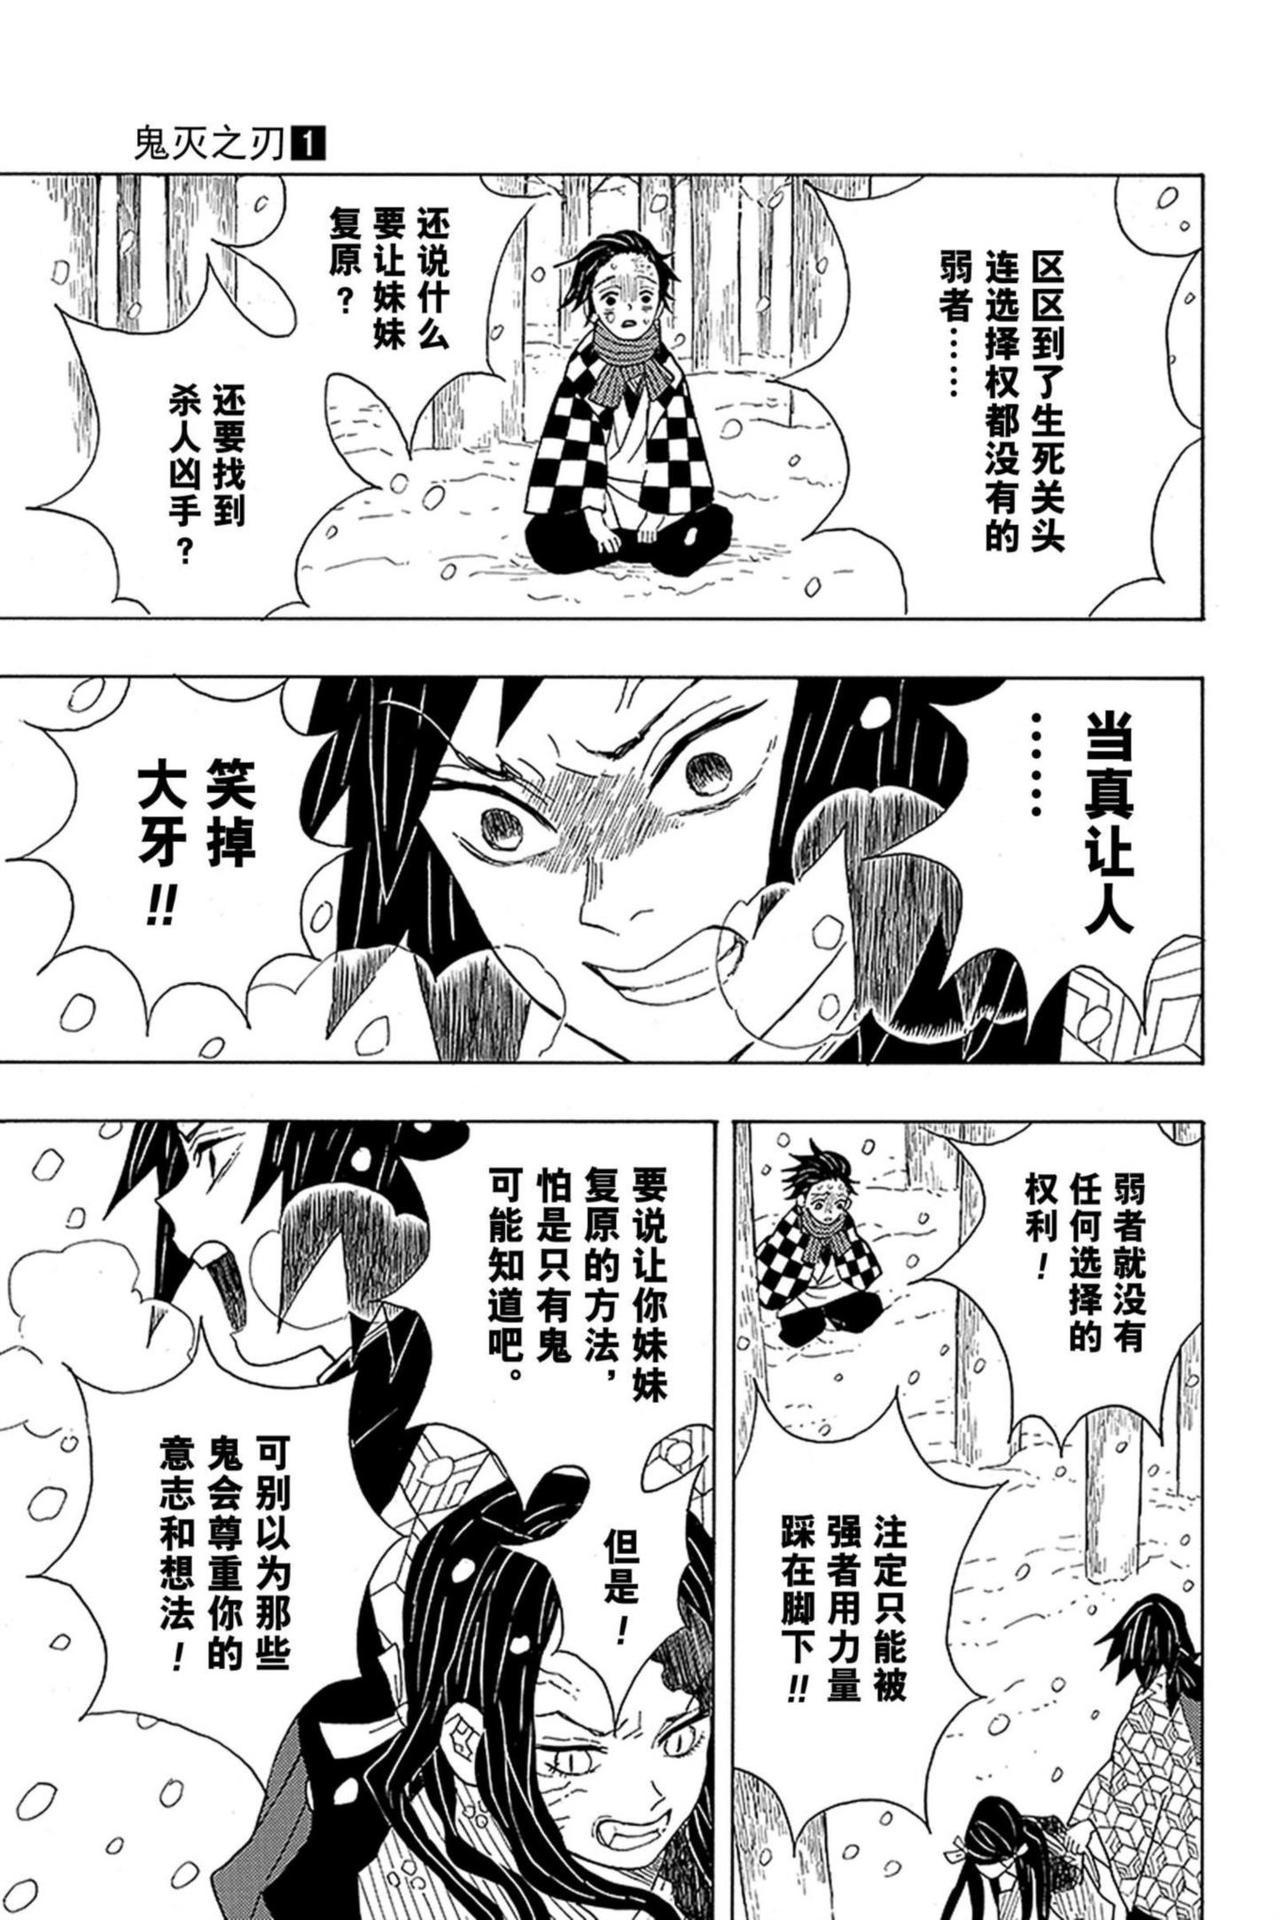 鬼灭之刃1
区区到了生死关头
连选择权都没有的
弱者……
还说什么
要让妹妹
复原？
还要找到
杀人凶手？
当真让人
……
笑掉
大牙！！
弱者就没有
任何选择的
权利！
注定只能被
强者用力量
踩在脚下！！
要说让你妹妹
复原的方法，
怕是只有鬼
可能知道吧。
但是！
可别以为那些
鬼会尊重你的
意志和想法！